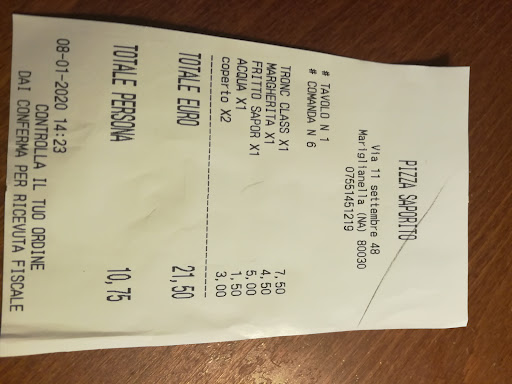 PIZZA SAPORITO
Via 11 settembre 48
Mariglianella (NA) 80030
07551451219
# TAVOLO N 1
# COMANDA N 6
TRONC CLASS X1 7,50
MARGHERITA X1 4,50
FRITTO SAPOR X1 5,00
ACQUA X1 1,50
coperto X2 3,00
TOTALE EURO 21,50
TOTALE PERSONA 10,75
08-01-2020 14:23
CONTROLLA IL TUO ORDINE
DAI CONFERMA PER RICEVUTA FISCALE